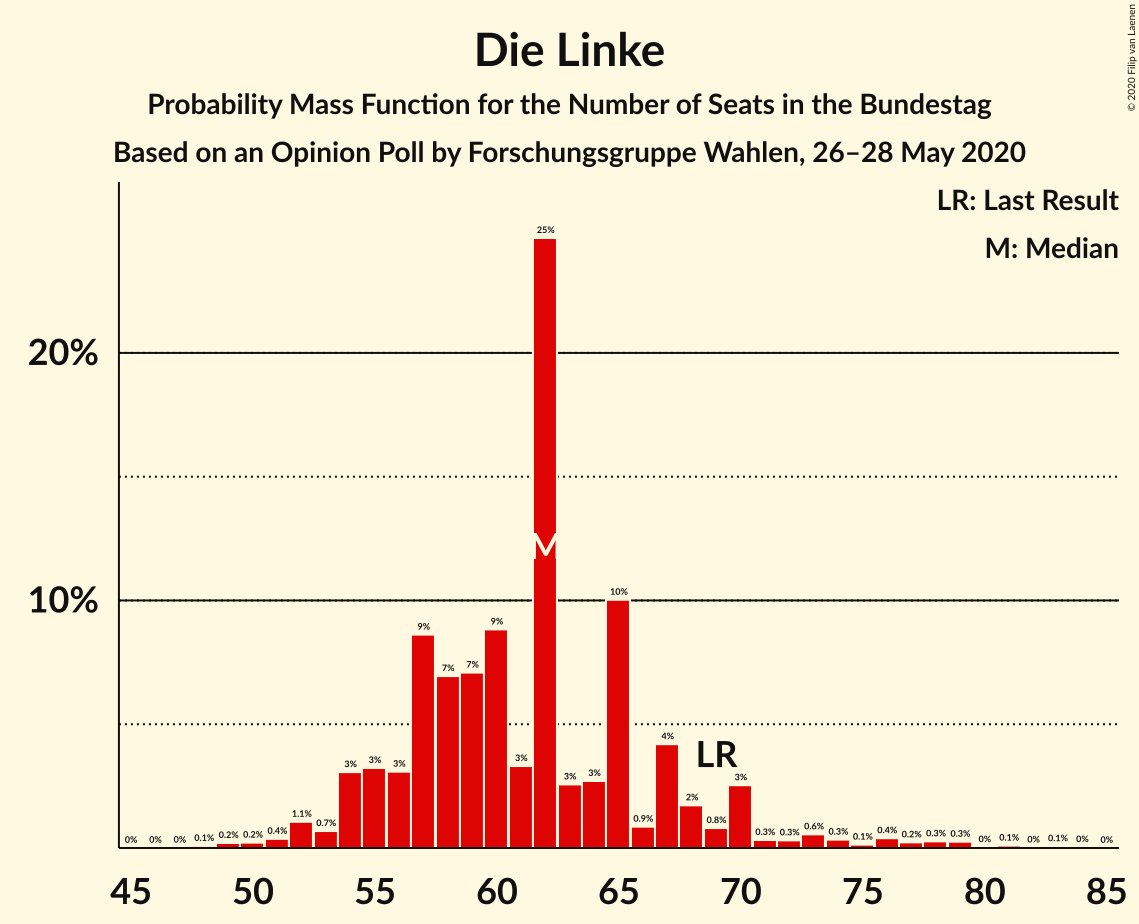 Die Linke
Probability Mass Function for the Number of Seats in the Bundestag
Based on an Opinion Poll by Forschungsgruppe Wahlen, 26–28 May 2020
© 2020 Filip van Laenen
LR: Last Result
M: Median
20%
10%
0% 0% 0% 0.1% 0.2% 0.2% 0.4% 1.1% 0.7% 3% 3% 3% 9% 7% 7% 9% 3% 25% 3% 3% 10% 0.9% 4% 2% 0.8% 3% 0.3% 0.3% 0.6% 0.3% 0.1% 0.4% 0.2% 0.3% 0.3% 0% 0.1% 0% 0.1% 0% 0%
M
LR
45 50 55 60 65 70 75 80 85